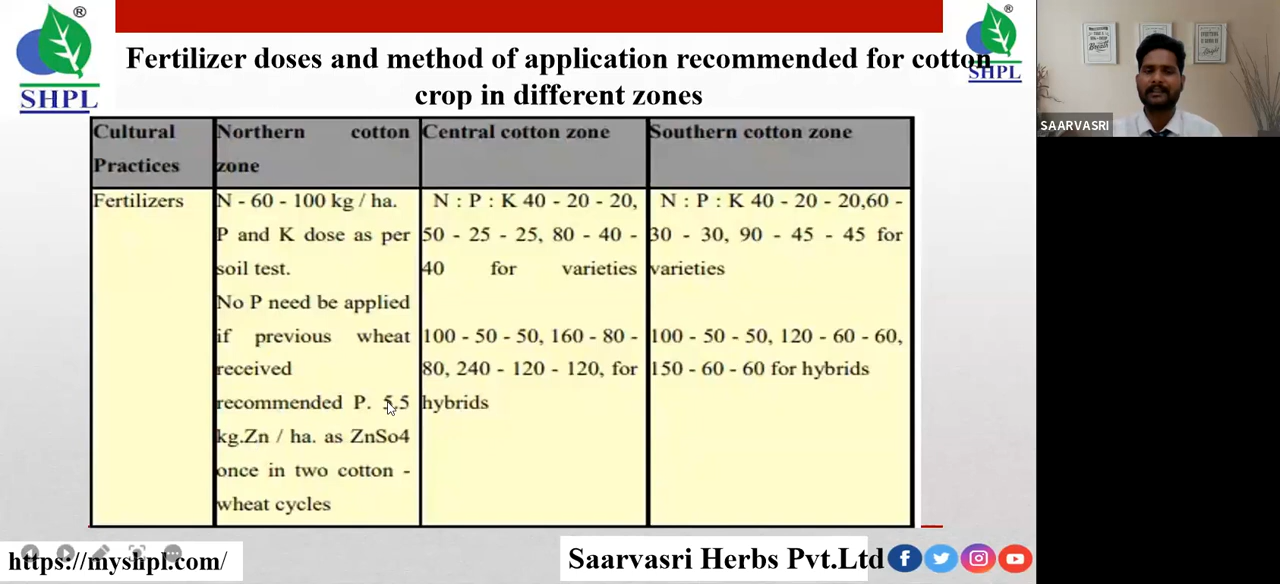 SHPL
®
Fertilizer doses and method of application recommended for cotton
crop in different zones
®
SHPL
SAARVASRI
Cultural
Practices
Northern cotton
zone
Central cotton zone
Southern cotton zone
Fertilizers
N - 60 - 100 kg / ha.
P and K dose as per
soil test.
No P need be applied
if previous wheat
received
recommended P. 5.5
kg.Zn / ha. as ZnSo4
once in two cotton -
wheat cycles
N : P : K 40 - 20 - 20,
50 - 25 - 25, 80 - 40 -
40 for varieties
100 - 50 - 50, 160 - 80 -
80, 240 - 120 - 120, for
hybrids
N : P : K 40 - 20 - 20,60 -
30 - 30, 90 - 45 - 45 for
varieties
100 - 50 - 50, 120 - 60 - 60,
150 - 60 - 60 for hybrids
https://myshpl.com/
Saarvasri Herbs Pvt.Ltd